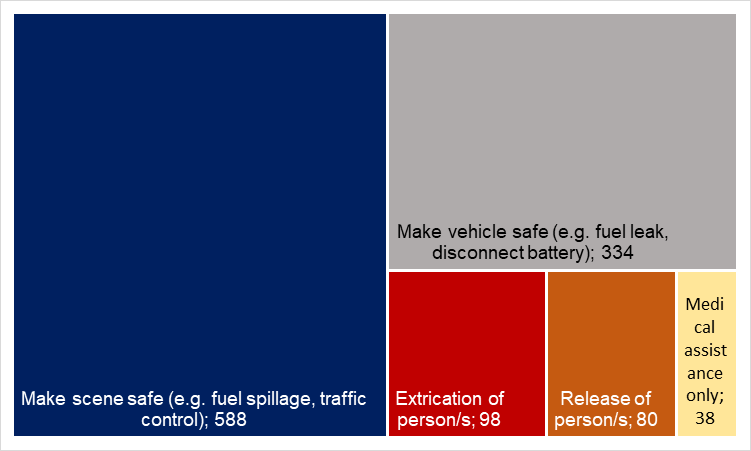 Make scene safe (e.g. fuel spillage, traffic
control); 588
Make vehicle safe (e.g. fuel leak,
disconnect battery); 334
Extrication of
person/s; 98
Release of
person/s; 80
Medi
cal
assist
ance
only;
38